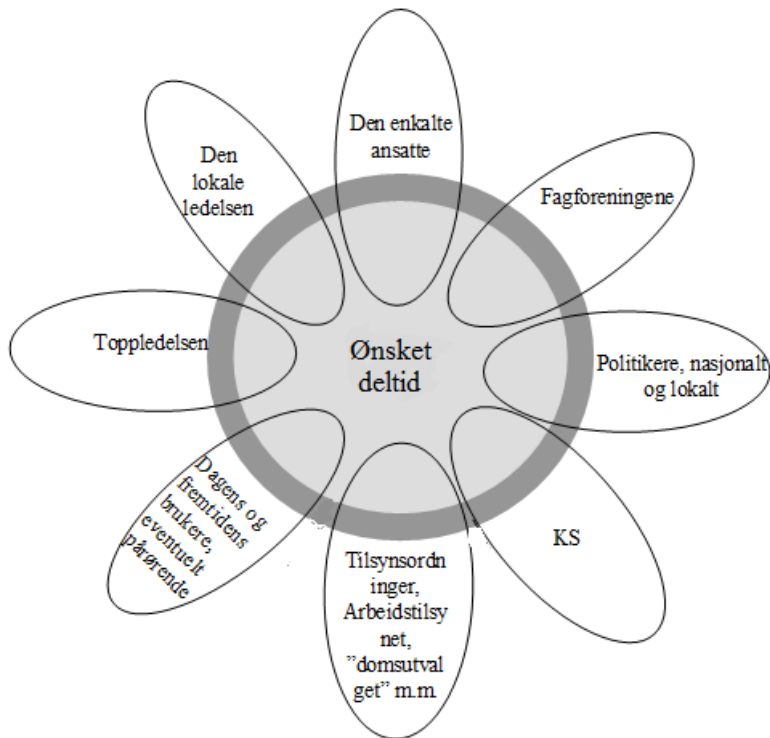 Den enkalte
ansatte
Fagforeningene
Politikere, nasjonalt
og lokalt
KS
Tilsynsordn
inger,
Arbeidstilsy
net,
”domsutval
get” m.m.
Dagens og
fremtidens
brukere,
eventuelt
pårørende
Toppledelsen
Den
lokale
ledelsen
Ønsket
deltid